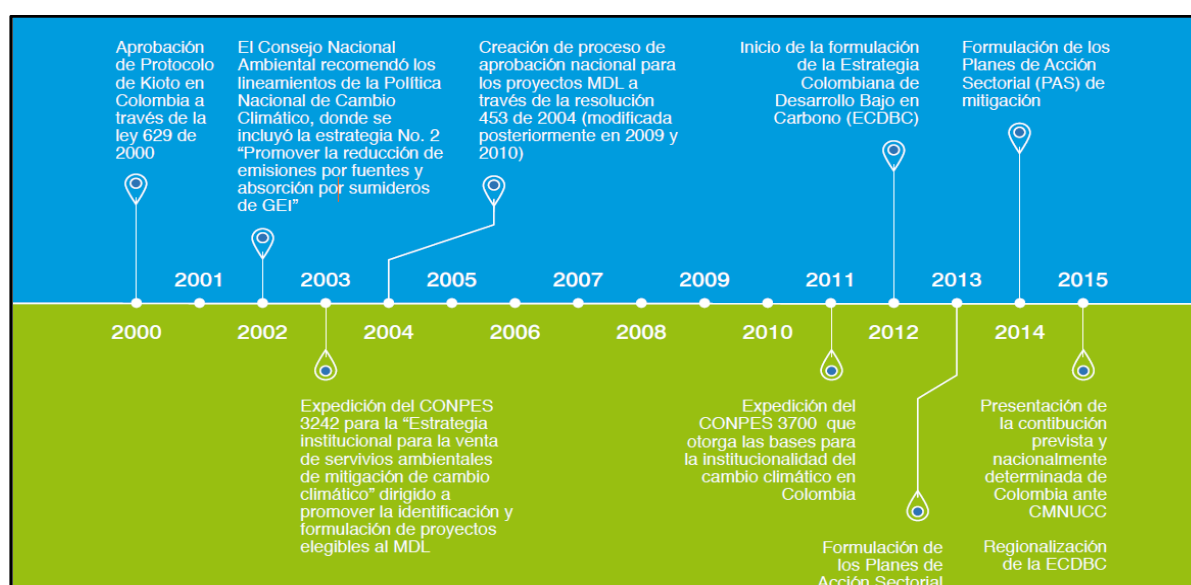 Aprobación
de Protocolo
de Kioto en
Colombia a
través de la
ley 629 de
2000
El Consejo Nacional
Ambiental recomendó los
lineamientos de la Política
Nacional de Cambio
Climático, donde se
incluyó la estrategia No. 2
“Promover la reducción de
emisiones por fuentes y
absorción por sumideros
de GEI”
Creación de proceso de
aprobación nacional para
los proyectos MDL a
través de la resolución
453 de 2004 (modificada
posteriormente en 2009 y
2010)
Inicio de la formulación
de la Estrategia
Colombiana de
Desarrollo Bajo en
Carbono (ECDBC)
Formulación de los
Planes de Acción
Sectorial (PAS) de
mitigación
2001 2003 2005 2007 2009 2011 2013 2015
2000 2002 2004 2006 2008 2010 2012 2014
Expedición del CONPES
3242 para la “Estrategia
institucional para la venta
de servivios ambientales
de mitigación de cambio
climático” dirigido a
promover la identificación y
formulación de proyectos
elegibles al MDL
Expedición del
CONPES 3700 que
otorga las bases para
la institucionalidad del
cambio climático en
Colombia
Formulación de
los Planes de
Acción Sectorial
Presentación de
la contibución
prevista y
nacionalmente
determinada de
Colombia ante
CMNUCC
Regionalización
de la ECDBC